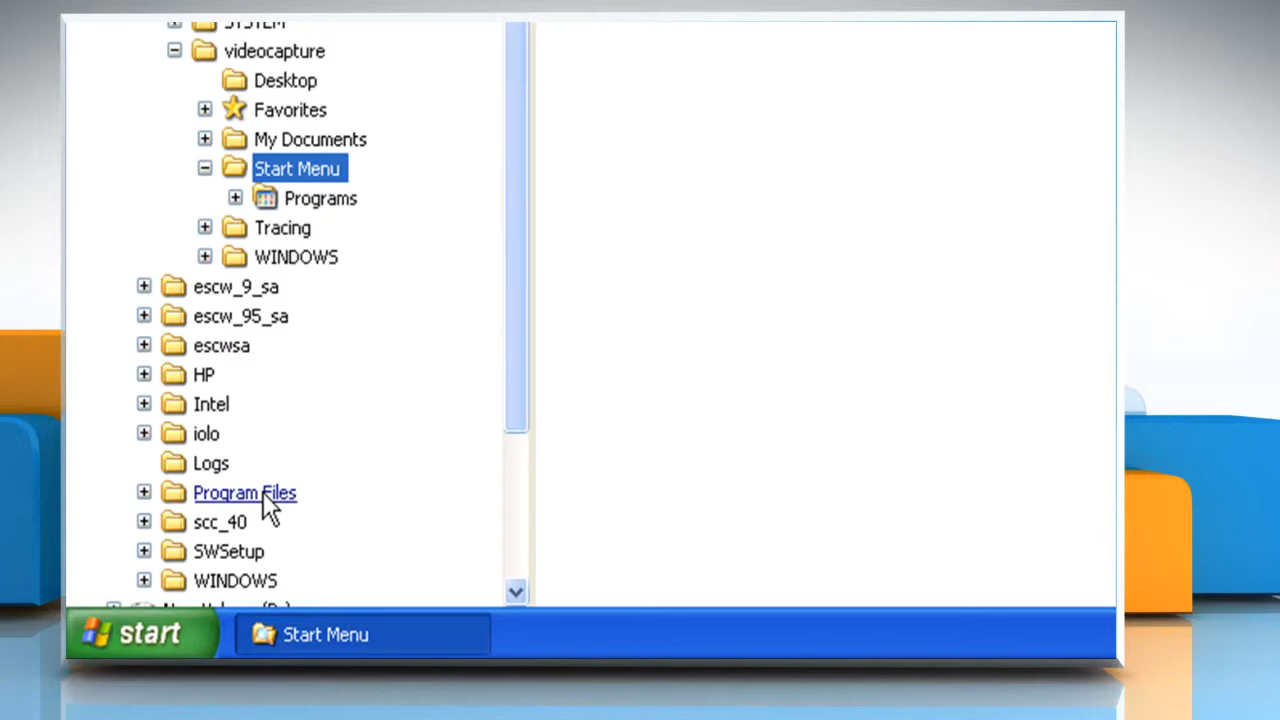 SYSTEM
videocapture
Desktop
Favorites
My Documents
Start Menu
Programs
Tracing
WINDOWS
escw_9_sa
escw_95_sa
escwsa
HP
Intel
iolo
Logs
Program Files
scc_40
SWSetup
WINDOWS
start
Start Menu